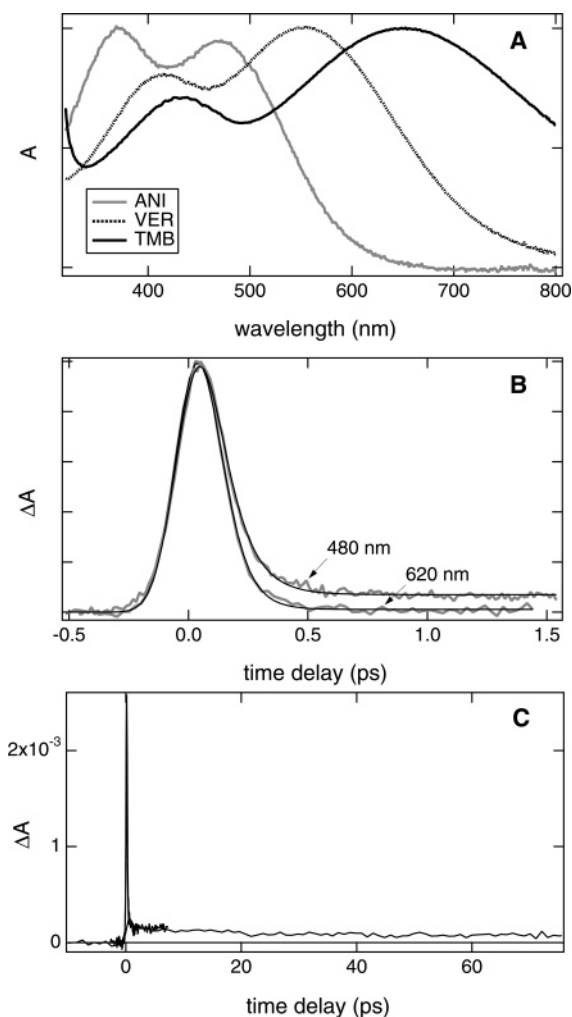 A
A
ANI
VER
TMB
400 500 600 700 800
wavelength (nm)
B
ΔA
480 nm
620 nm
-0.5 0.0 0.5 1.0 1.5
time delay (ps)
C
2x10⁻³
ΔA
1
0
0 20 40 60
time delay (ps)